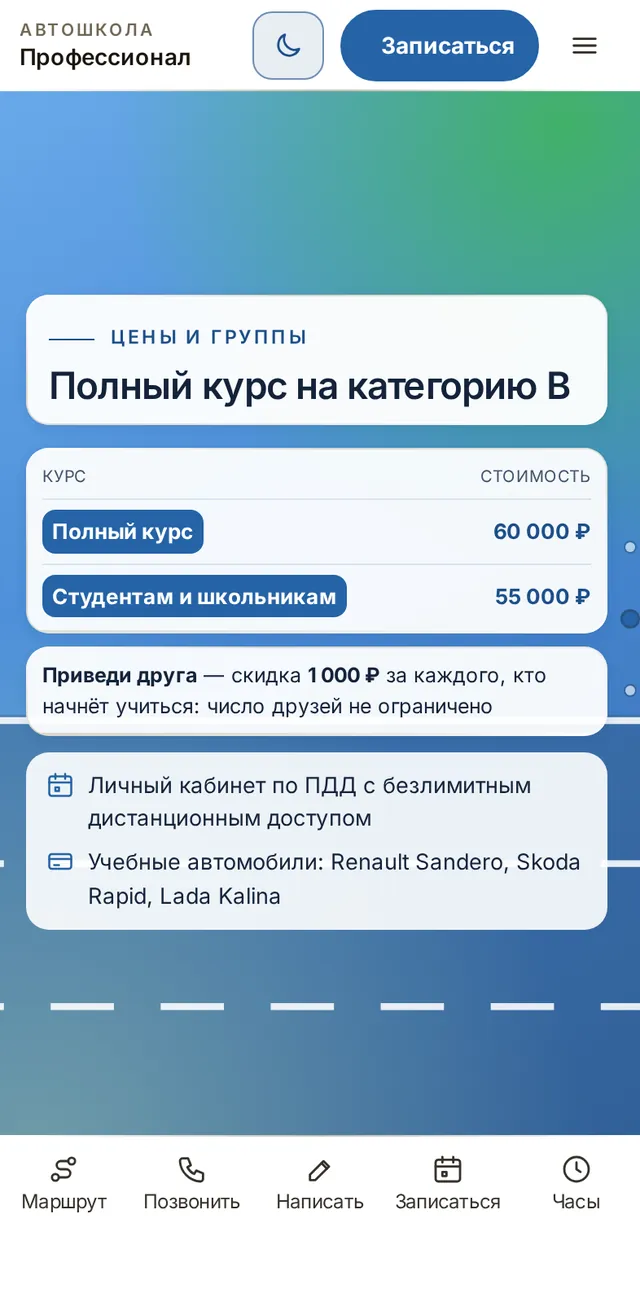 АВТОШКОЛА
Профессионал
Записаться
ЦЕНЫ И ГРУППЫ
Полный курс на категорию B
КУРС СТОИМОСТЬ
Полный курс 60 000 ₽
Студентам и школьникам 55 000 ₽
Приведи друга — скидка 1 000 ₽ за каждого, кто
начнёт учиться: число друзей не ограничено
Личный кабинет по ПДД с безлимитным
дистанционным доступом
Учебные автомобили: Renault Sandero, Skoda
Rapid, Lada Kalina
Маршрут Позвонить Написать Записаться Часы